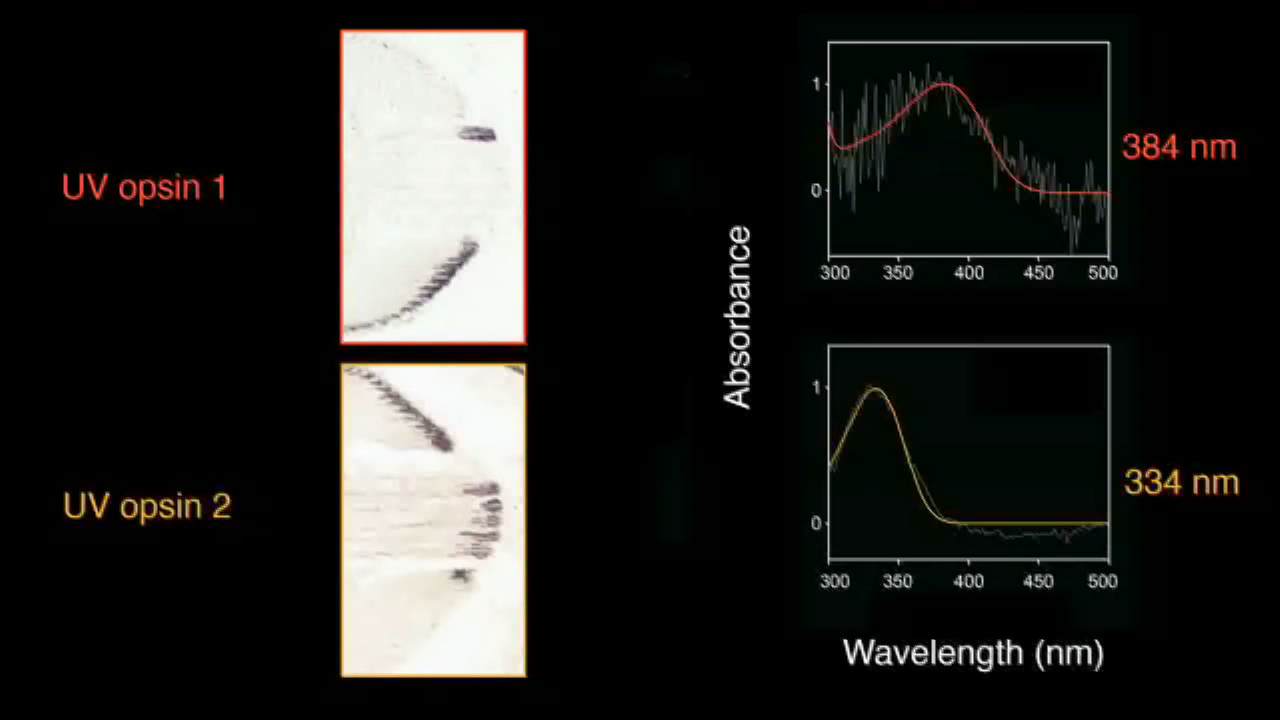 UV opsin 1
1
0
300 350 400 450 500
384 nm
Absorbance
UV opsin 2
1
0
300 350 400 450 500
334 nm
Wavelength (nm)